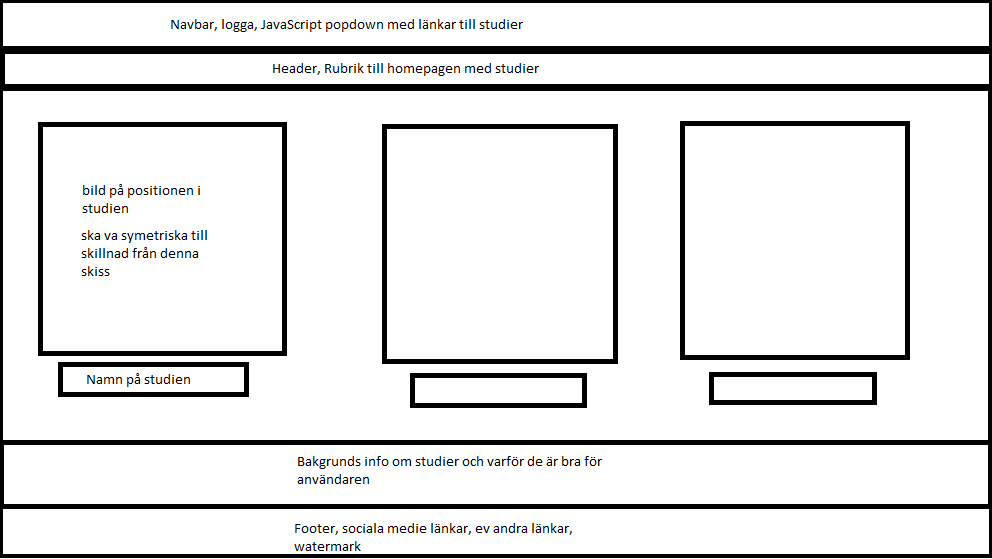 Navbar, logga, JavaScript popdown med länkar till studier
Header, Rubrik till homepagen med studier
bild på positionen i
studien
ska va symetriska till
skillnad från denna
skiss
Namn på studien
Bakgrunds info om studier och varför de är bra för
användaren
Footer, sociala medie länkar, ev andra länkar,
watermark